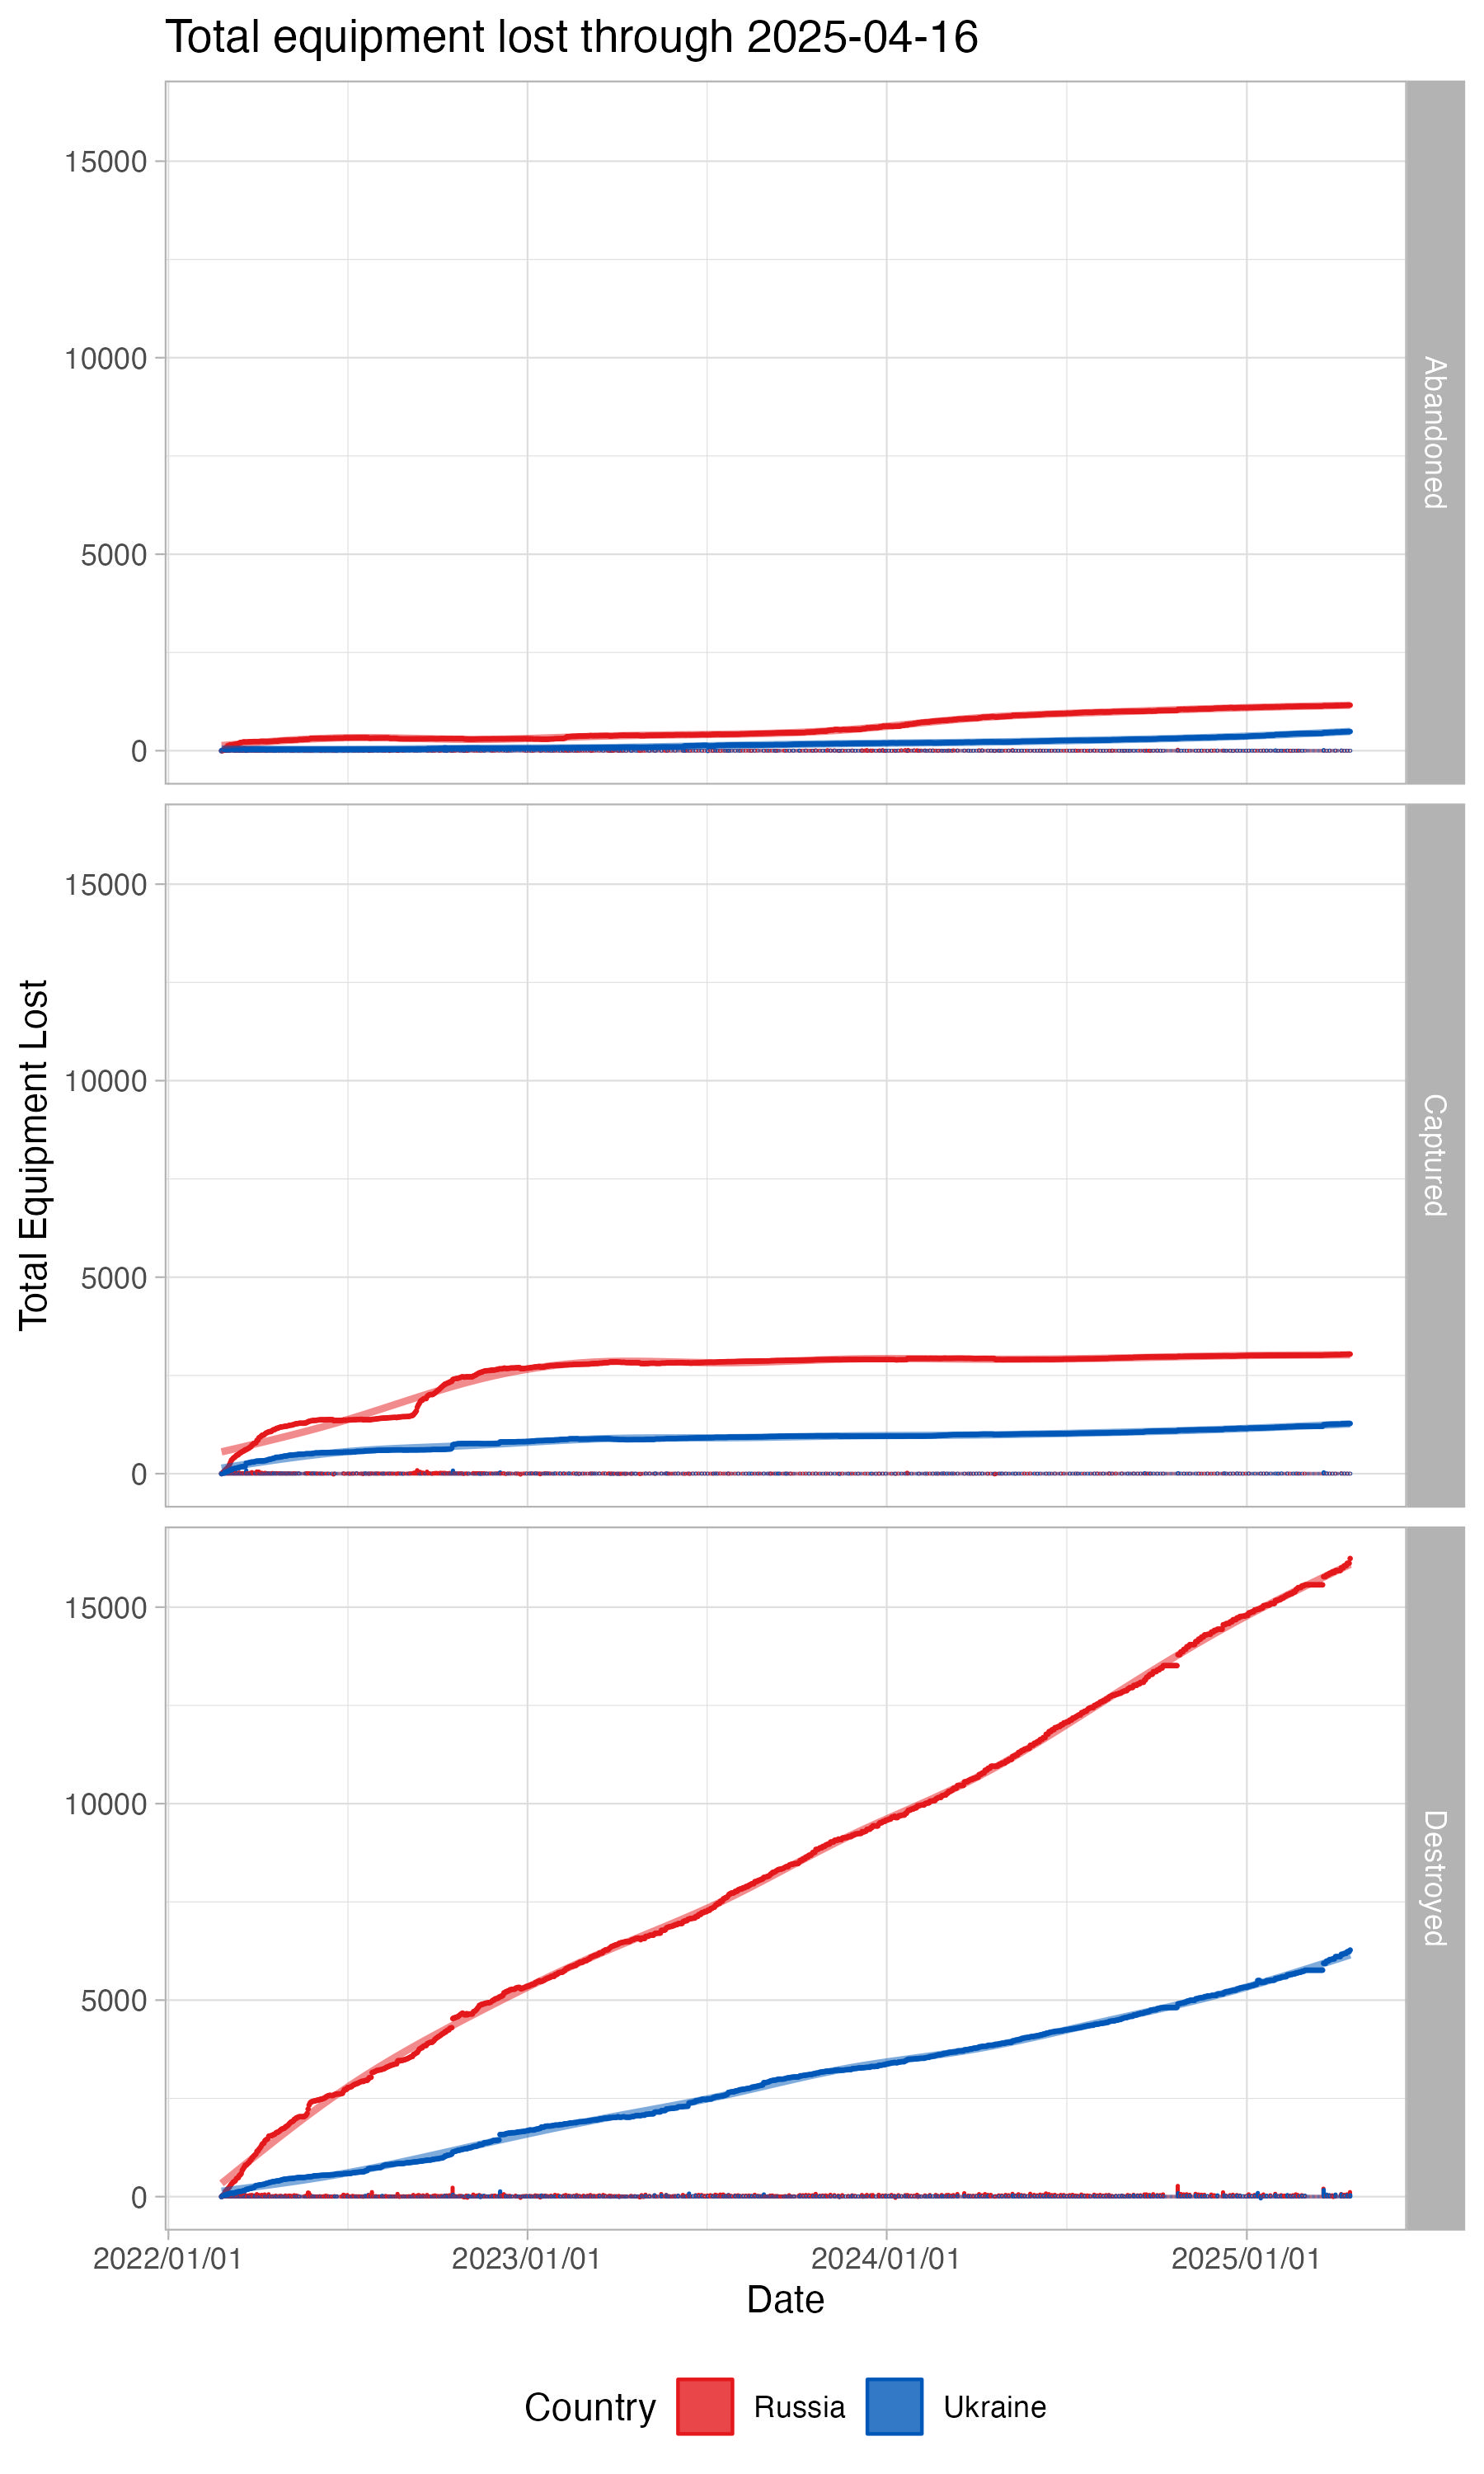 Total equipment lost through 2025-04-16
15000
10000
5000
0
Abandoned
15000
10000
5000
0
Captured
Total Equipment Lost
15000
10000
5000
0
Destroyed
2022/01/01 2023/01/01 2024/01/01 2025/01/01
Date
Country Russia Ukraine